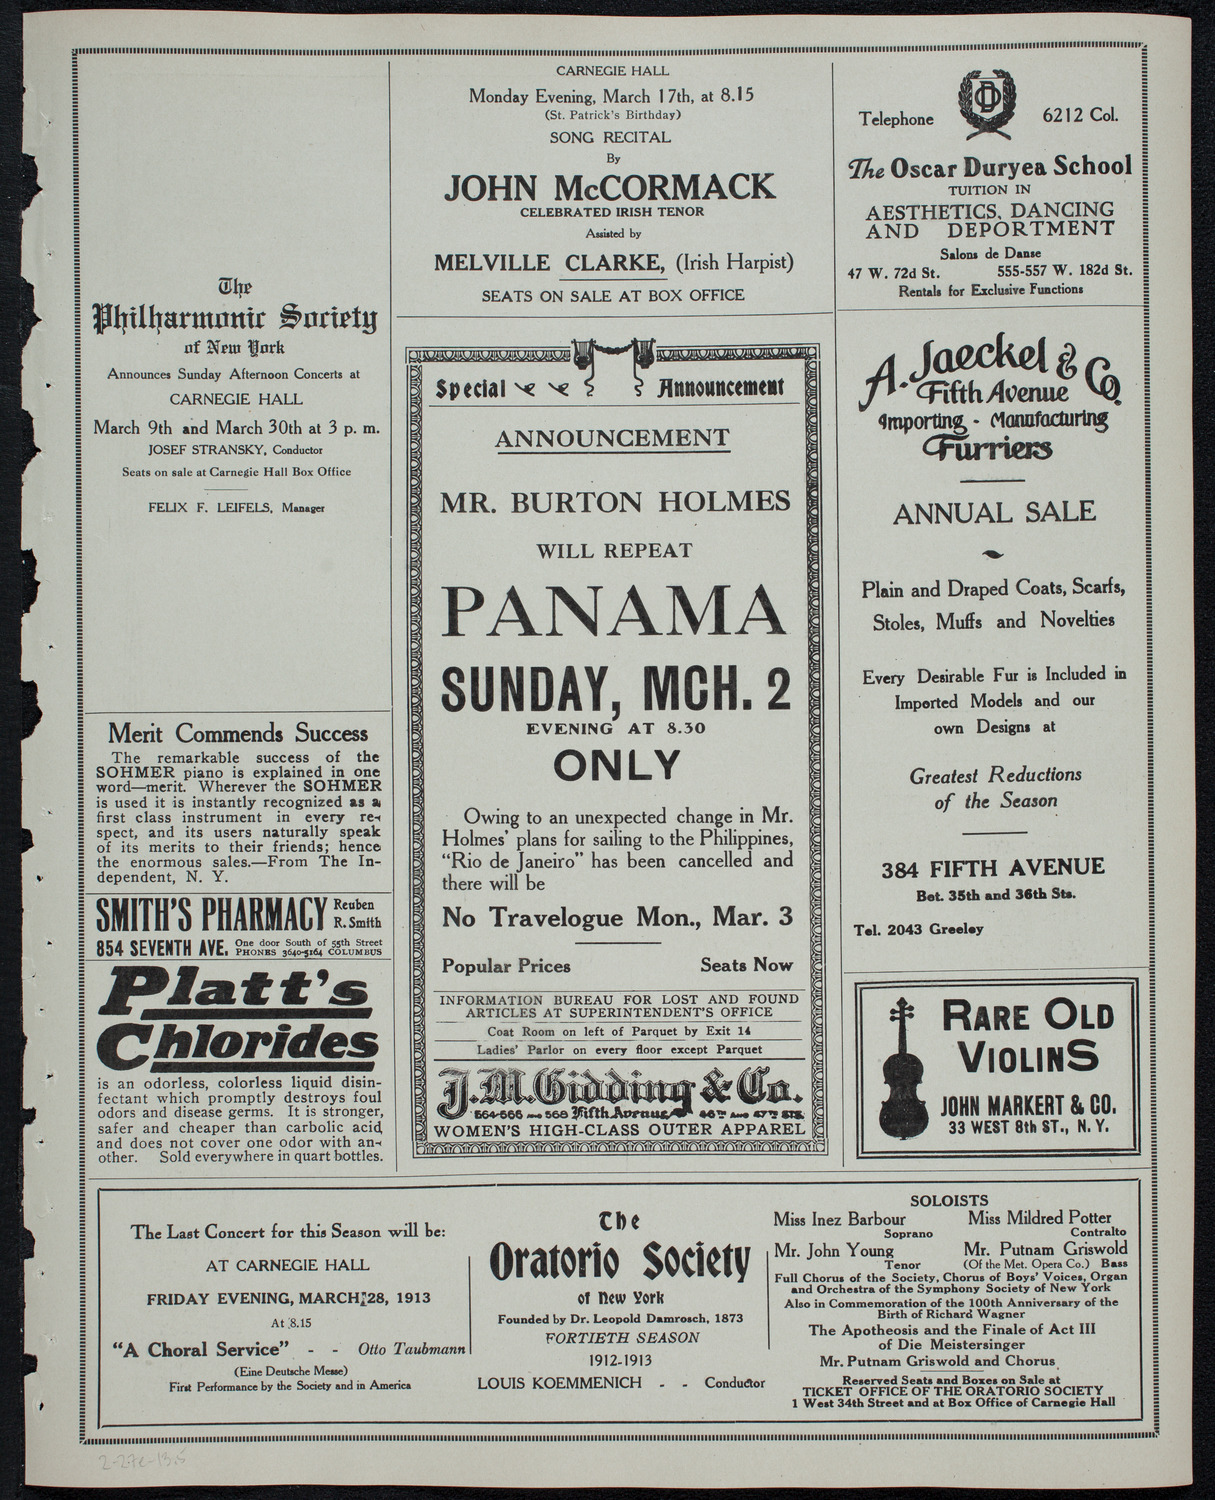 The
Philharmonic Society
of New York
Announces Sunday Afternoon Concerts at
CARNEGIE HALL
March 9th and March 30th at 3 p. m.
JOSEF STRANSKY, Conductor
Seats on sale at Carnegie Hall Box Office
FELIX F. LEIFELS, Manager
Merit Commends Success
The remarkable success of the
SOHMER piano is explained in one
word—merit. Wherever the SOHMER
is used it is instantly recognized as a
first class instrument in every re-
spect, and its users naturally speak
of its merits to their friends; hence
the enormous sales.—From The In-
dependent, N. Y.
SMITH'S PHARMACY Reuben
R. Smith
854 SEVENTH AVE. One door South of 55th Street
PHONES 3640-5164 COLUMBUS
Platt's
Chlorides
is an odorless, colorless liquid disin-
fectant which promptly destroys foul
odors and disease germs. It is stronger,
safer and cheaper than carbolic acid
and does not cover one odor with an-
other. Sold everywhere in quart bottles.
CARNEGIE HALL
Monday Evening, March 17th, at 8.15
(St. Patrick's Birthday)
SONG RECITAL
By
JOHN McCORMACK
CELEBRATED IRISH TENOR
Assisted by
MELVILLE CLARKE, (Irish Harpist)
SEATS ON SALE AT BOX OFFICE
Special Announcement
ANNOUNCEMENT
MR. BURTON HOLMES
WILL REPEAT
PANAMA
SUNDAY, MCH. 2
EVENING AT 8.30
ONLY
Owing to an unexpected change in Mr.
Holmes' plans for sailing to the Philippines,
"Rio de Janeiro" has been cancelled and
there will be
No Travelogue Mon., Mar. 3
Popular Prices Seats Now
INFORMATION BUREAU FOR LOST AND FOUND
ARTICLES AT SUPERINTENDENT'S OFFICE
Coat Room on left of Parquet by Exit 14
Ladies' Parlor on every floor except Parquet
J. M. Gidding & Co.
564-566 AND 568 Fifth Avenue 46TH AND 47TH STS.
WOMEN'S HIGH-CLASS OUTER APPAREL
Telephone OD 6212 Col.
The Oscar Duryea School
TUITION IN
AESTHETICS, DANCING
AND DEPORTMENT
Salons de Danse
47 W. 72d St. 555-557 W. 182d St.
Rentals for Exclusive Functions
A. Jaeckel & Co.
Fifth Avenue
Importing - Manufacturing
Furriers
ANNUAL SALE
Plain and Draped Coats, Scarfs,
Stoles, Muffs and Novelties
Every Desirable Fur is Included in
Imported Models and our
own Designs at
Greatest Reductions
of the Season
384 FIFTH AVENUE
Bet. 35th and 36th Sts.
Tel. 2043 Greeley
RARE OLD
VIOLINS
JOHN MARKERT & CO.
33 WEST 8th ST., N. Y.
The Last Concert for this Season will be:
AT CARNEGIE HALL
FRIDAY EVENING, MARCH 28, 1913
At 8.15
"A Choral Service" - - Otto Taubmann
(Eine Deutsche Messe)
First Performance by the Society and in America
The
Oratorio Society
of New York
Founded by Dr. Leopold Damrosch, 1873
FORTIETH SEASON
1912-1913
LOUIS KOEMMENICH - - Conductor
SOLOISTS
Miss Inez Barbour Miss Mildred Potter
Soprano Contralto
Mr. John Young Mr. Putnam Griswold
Tenor (Of the Met. Opera Co.) Bass
Full Chorus of the Society, Chorus of Boys' Voices, Organ
and Orchestra of the Symphony Society of New York
Also in Commemoration of the 100th Anniversary of the
Birth of Richard Wagner
The Apotheosis and the Finale of Act III
of Die Meistersinger
Mr. Putnam Griswold and Chorus
Reserved Seats and Boxes on Sale at
TICKET OFFICE OF THE ORATORIO SOCIETY
1 West 34th Street and at Box Office of Carnegie Hall
2-27e-13.5